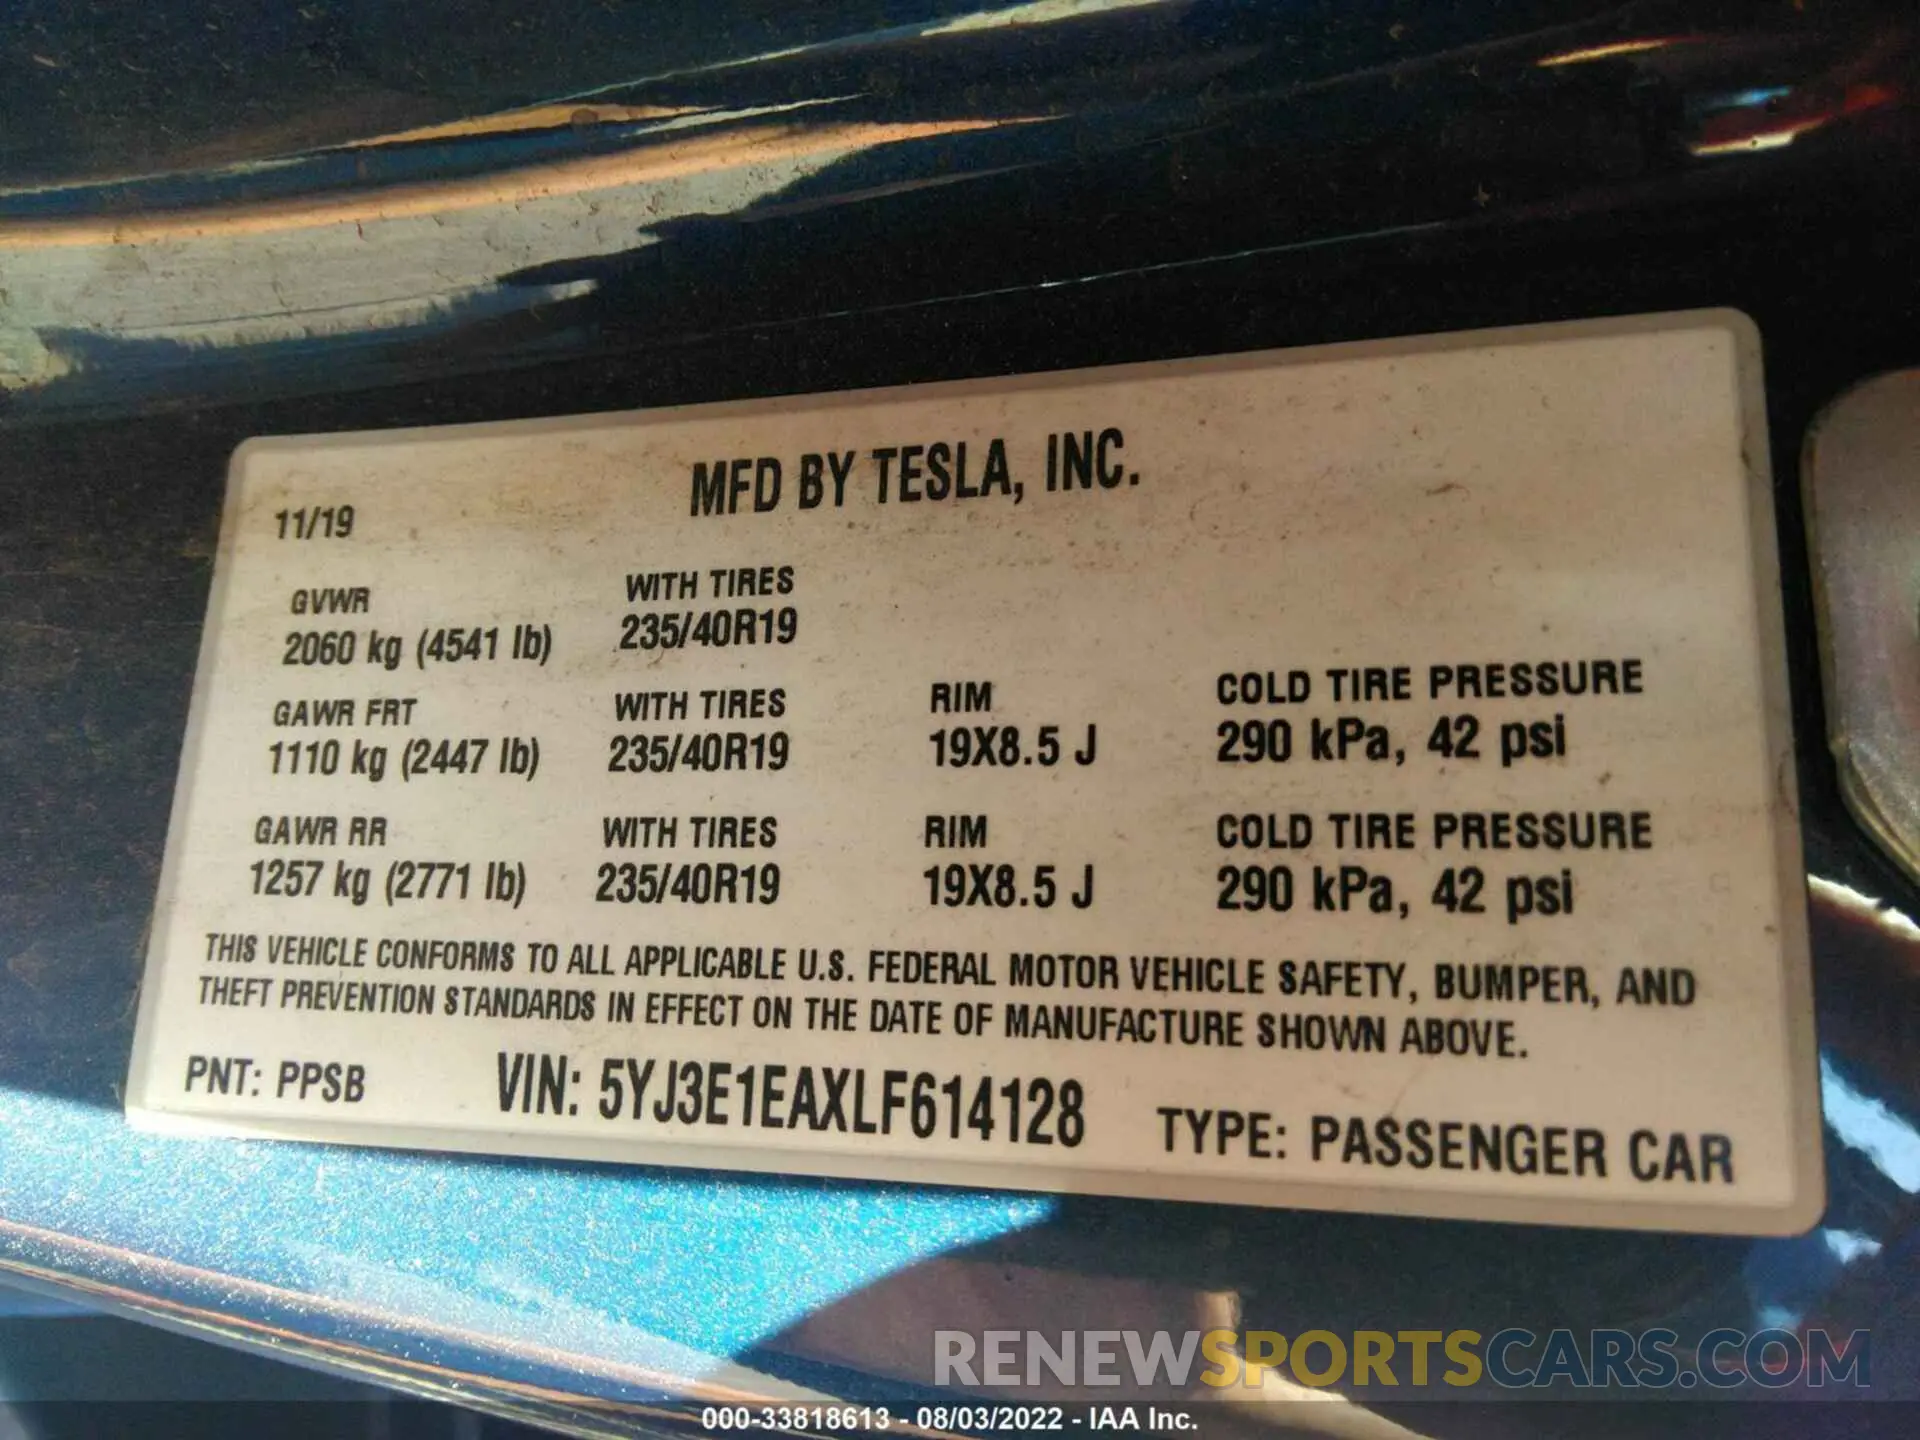 MFD BY TESLA, INC.
11/19
GVWR WITH TIRES
2060 kg (4541 lb) 235/40R19
GAWR FRT WITH TIRES RIM COLD TIRE PRESSURE
1110 kg (2447 lb) 235/40R19 19X8.5 J 290 kPa, 42 psi
GAWR RR WITH TIRES RIM COLD TIRE PRESSURE
1257 kg (2771 lb) 235/40R19 19X8.5 J 290 kPa, 42 psi
THIS VEHICLE CONFORMS TO ALL APPLICABLE U.S. FEDERAL MOTOR VEHICLE SAFETY, BUMPER, AND
THEFT PREVENTION STANDARDS IN EFFECT ON THE DATE OF MANUFACTURE SHOWN ABOVE.
PNT: PPSB VIN: 5YJ3E1EAXLF614128 TYPE: PASSENGER CAR
RENEWSPORTSCARS.COM
000-33818613 - 08/03/2022 - IAA Inc.